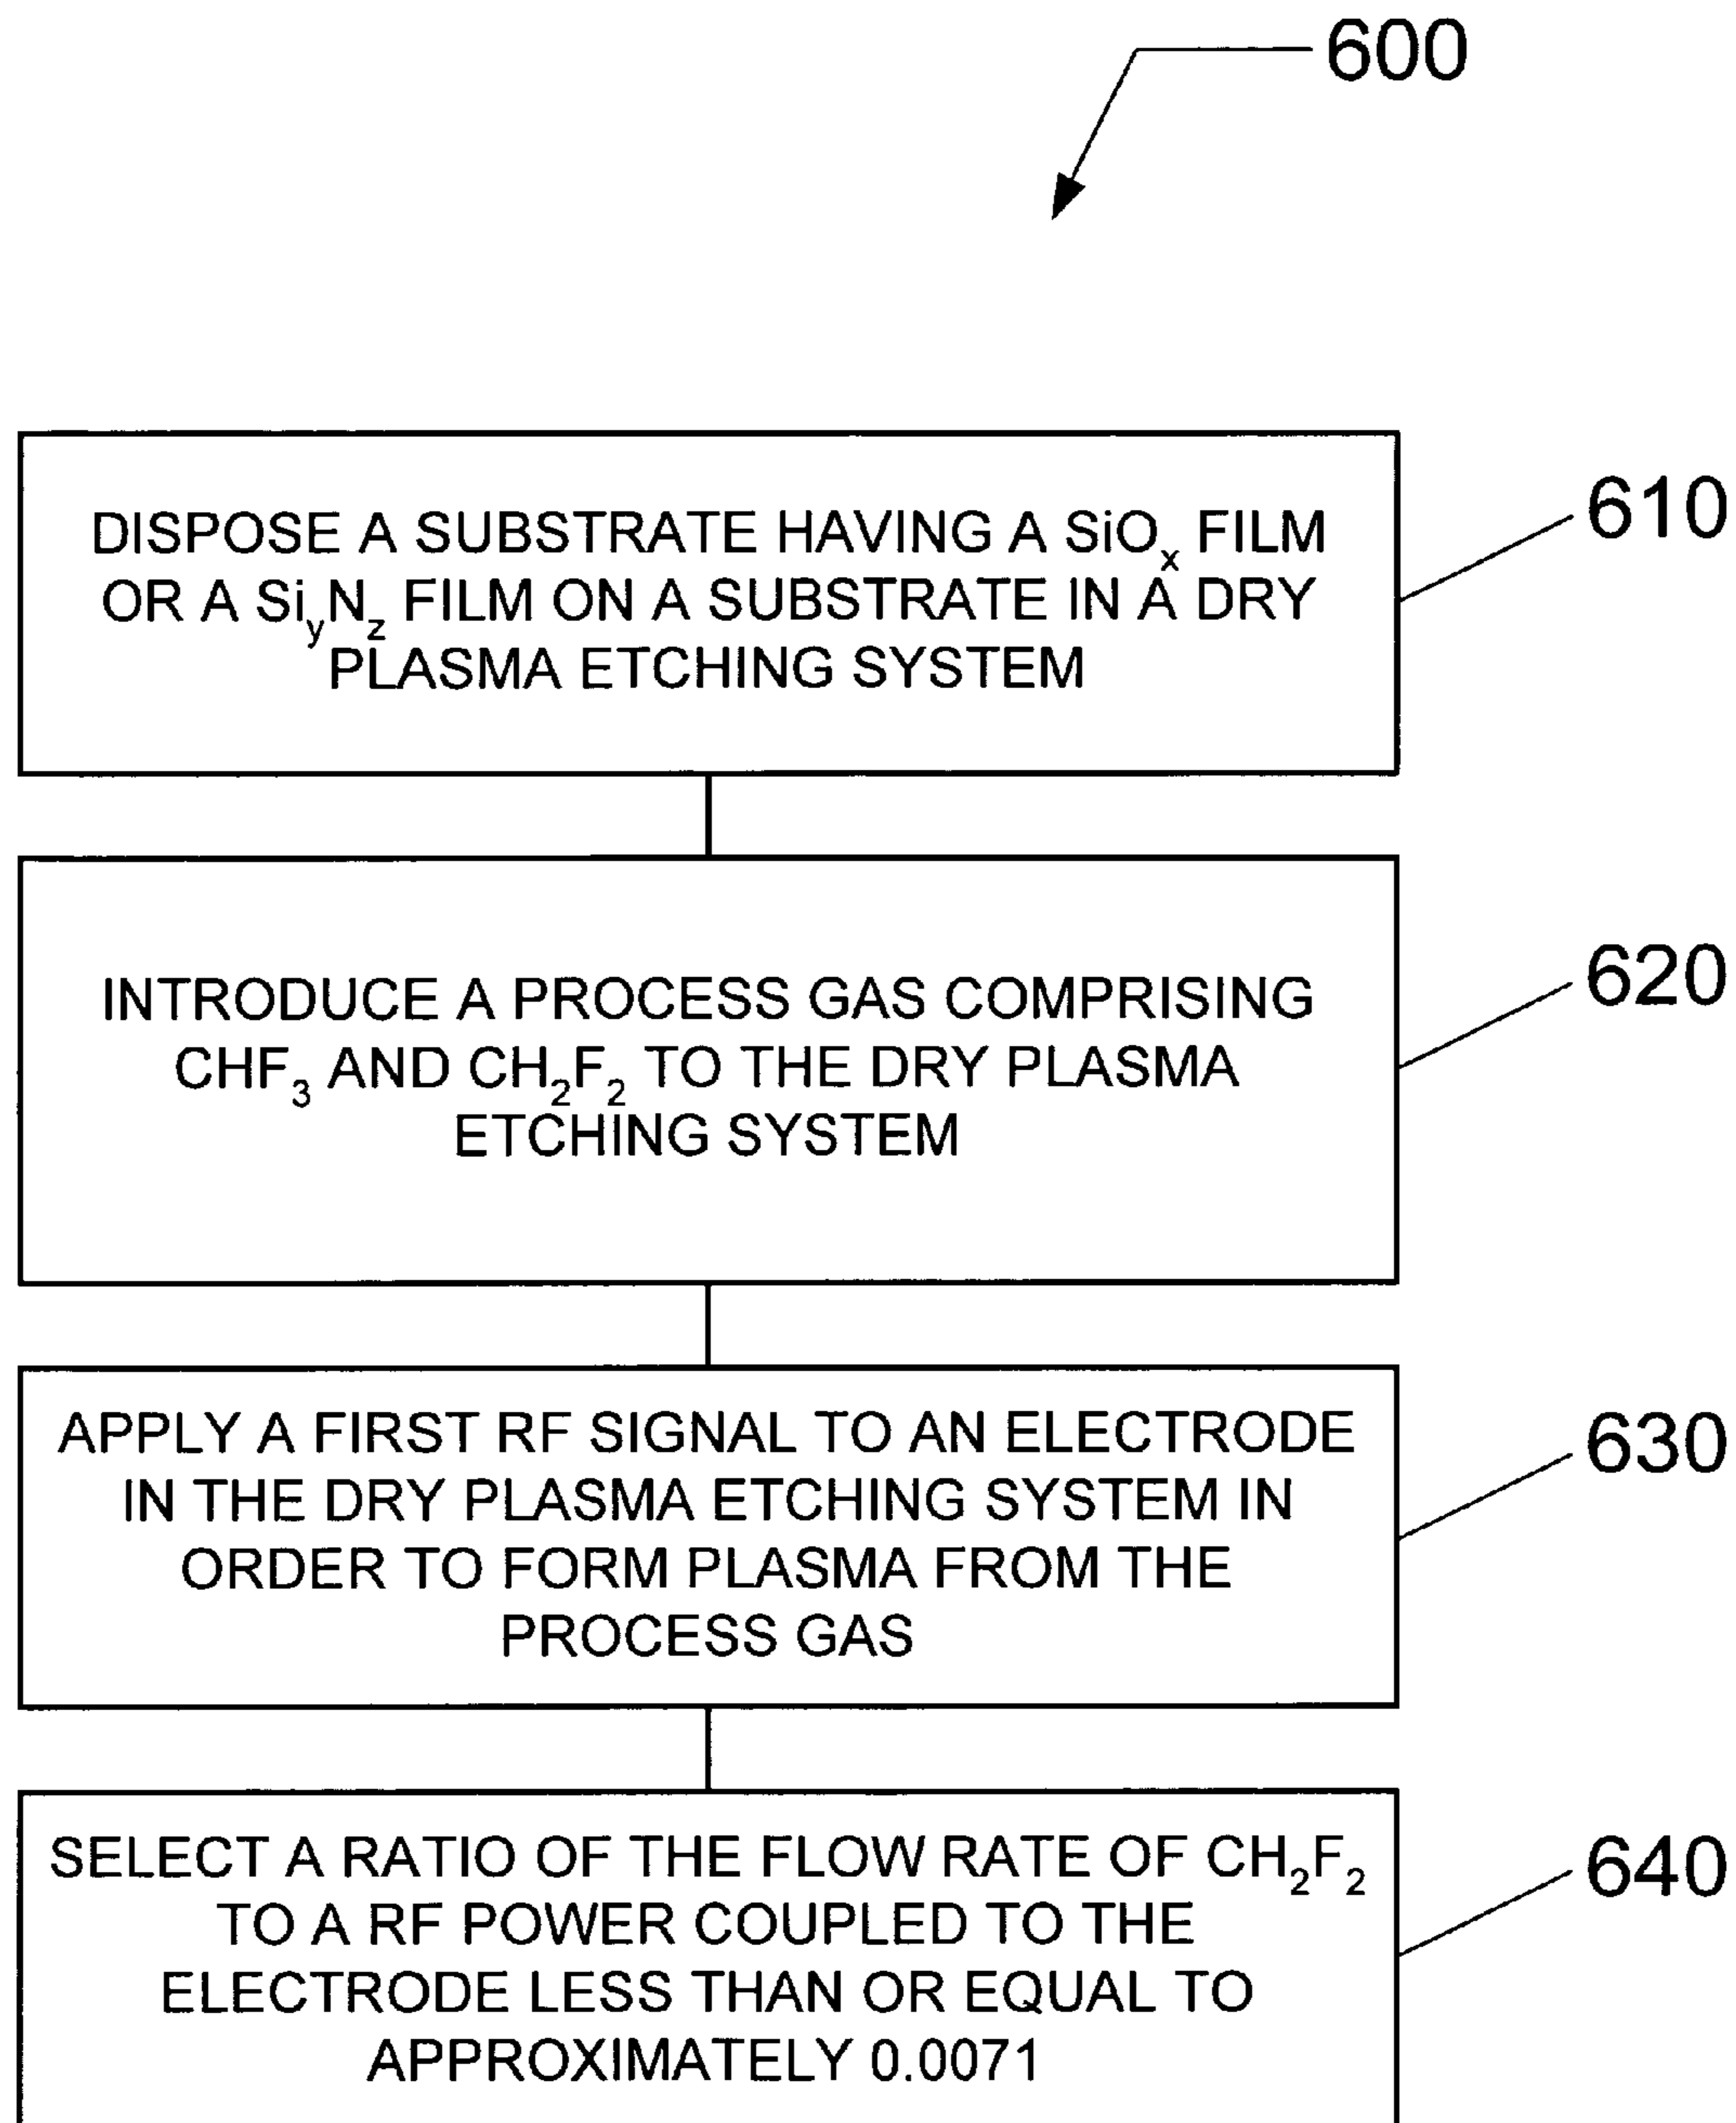 600
DISPOSE A SUBSTRATE HAVING A SiOₓ FILM
OR A Si_yN_z FILM ON A SUBSTRATE IN A DRY
PLASMA ETCHING SYSTEM
610
INTRODUCE A PROCESS GAS COMPRISING
CHF₃ AND CH₂F₂ TO THE DRY PLASMA
ETCHING SYSTEM
620
APPLY A FIRST RF SIGNAL TO AN ELECTRODE
IN THE DRY PLASMA ETCHING SYSTEM IN
ORDER TO FORM PLASMA FROM THE
PROCESS GAS
630
SELECT A RATIO OF THE FLOW RATE OF CH₂F₂
TO A RF POWER COUPLED TO THE
ELECTRODE LESS THAN OR EQUAL TO
APPROXIMATELY 0.0071
640